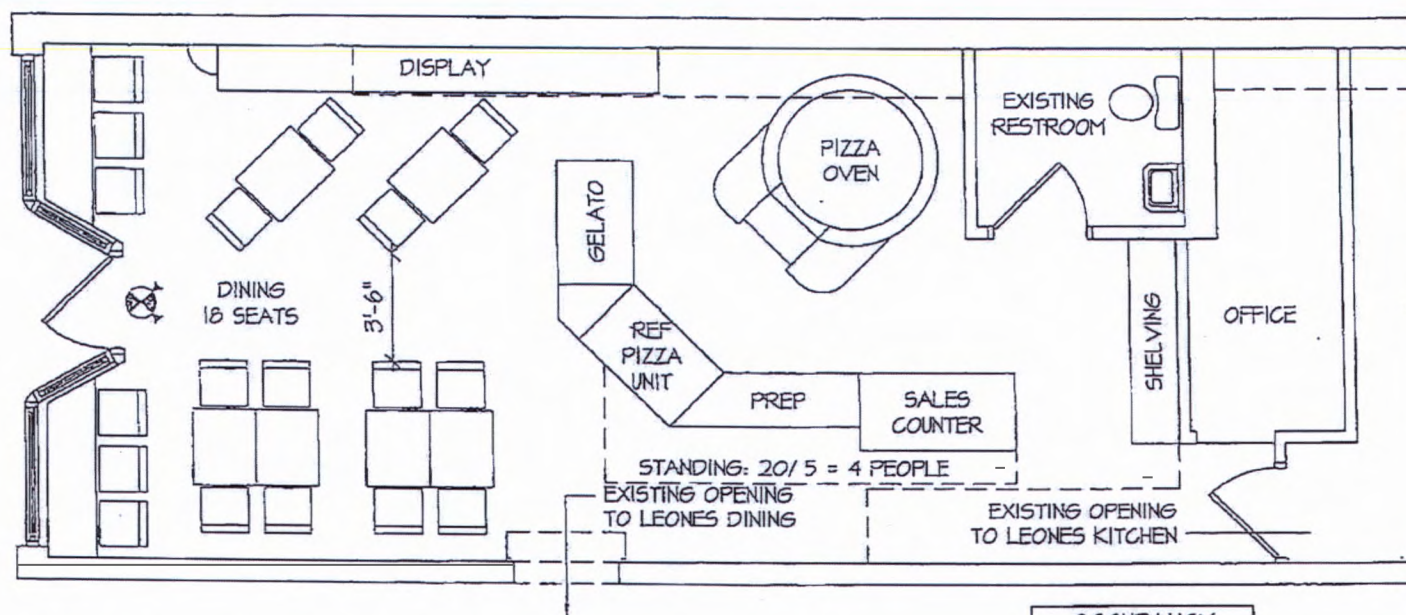 DISPLAY
EXISTING
RESTROOM
PIZZA
OVEN
GELATO
DINING
18 SEATS
3'-6"
REF
PIZZA
UNIT
PREP
SALES
COUNTER
SHELVING
OFFICE
STANDING: 20/5 = 4 PEOPLE
EXISTING OPENING
TO LEONES DINING
EXISTING OPENING
TO LEONES KITCHEN